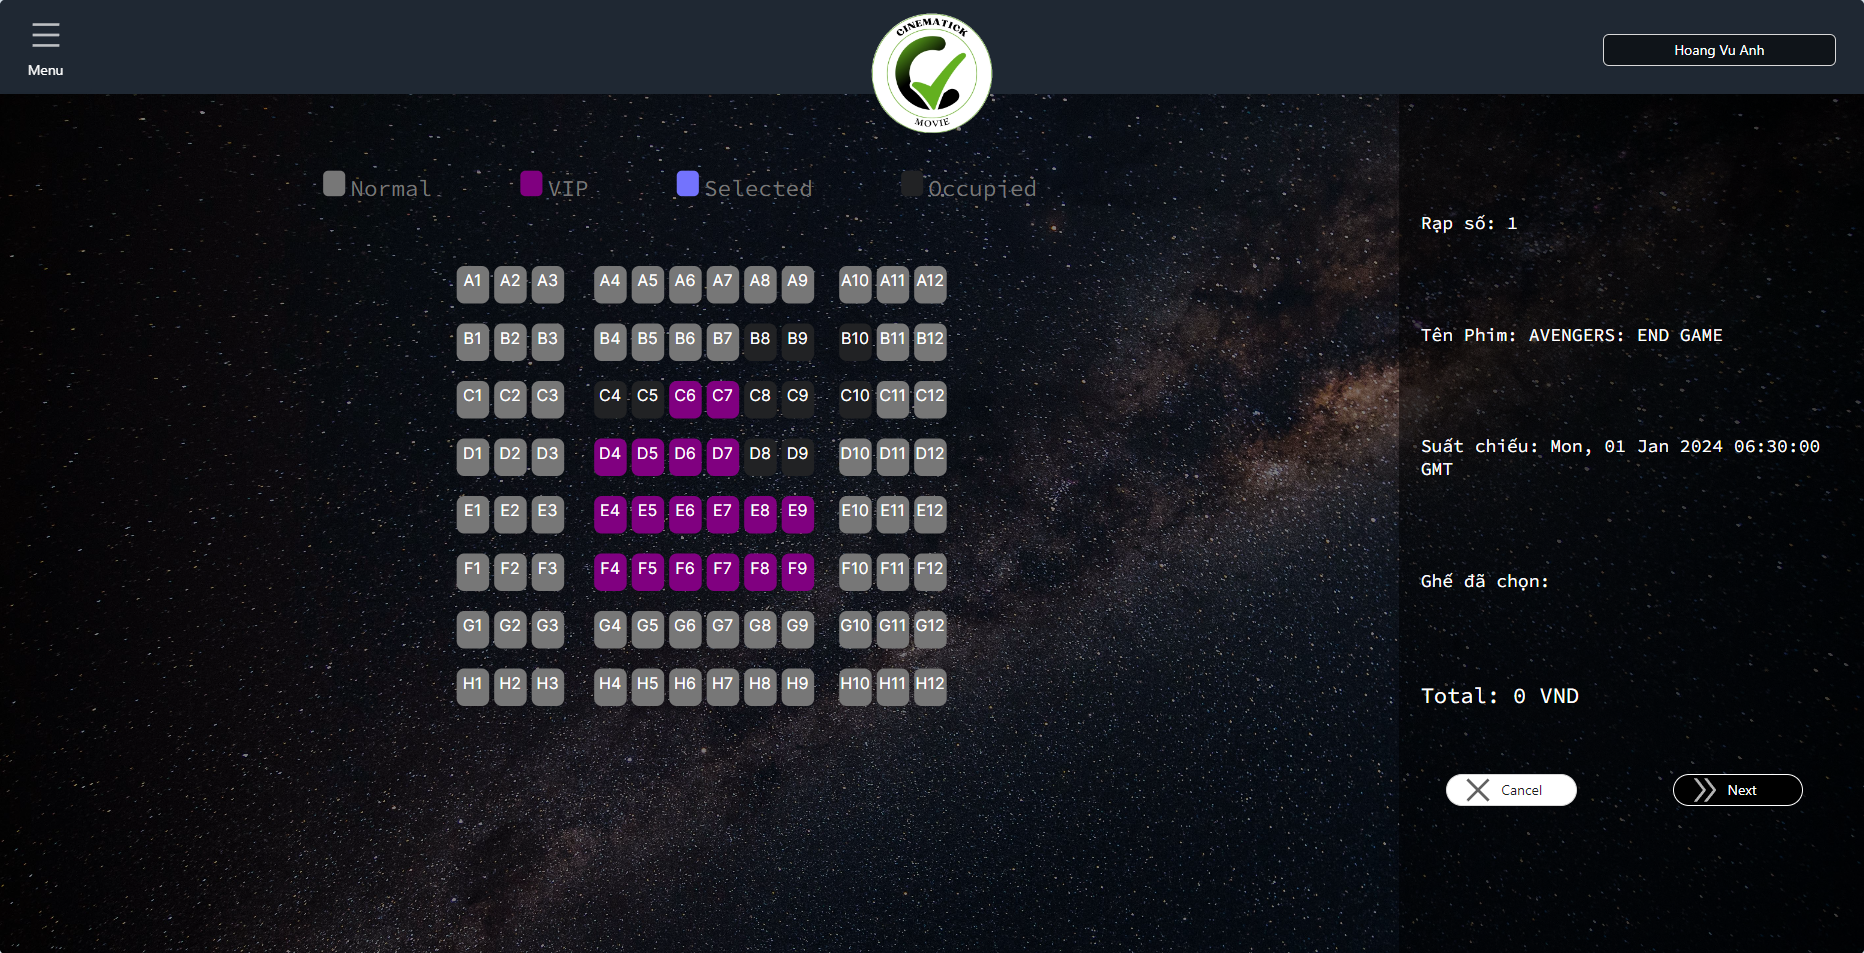 Menu
CINEMATICK
MOVIE
Hoang Vu Anh
Normal VIP Selected Occupied
A1 A2 A3 A4 A5 A6 A7 A8 A9 A10 A11 A12
B1 B2 B3 B4 B5 B6 B7 B8 B9 B10 B11 B12
C1 C2 C3 C4 C5 C6 C7 C8 C9 C10 C11 C12
D1 D2 D3 D4 D5 D6 D7 D8 D9 D10 D11 D12
E1 E2 E3 E4 E5 E6 E7 E8 E9 E10 E11 E12
F1 F2 F3 F4 F5 F6 F7 F8 F9 F10 F11 F12
G1 G2 G3 G4 G5 G6 G7 G8 G9 G10 G11 G12
H1 H2 H3 H4 H5 H6 H7 H8 H9 H10 H11 H12
Rạp số: 1
Tên Phim: AVENGERS: END GAME
Suất chiếu: Mon, 01 Jan 2024 06:30:00
GMT
Ghế đã chọn:
Total: 0 VND
Cancel
Next